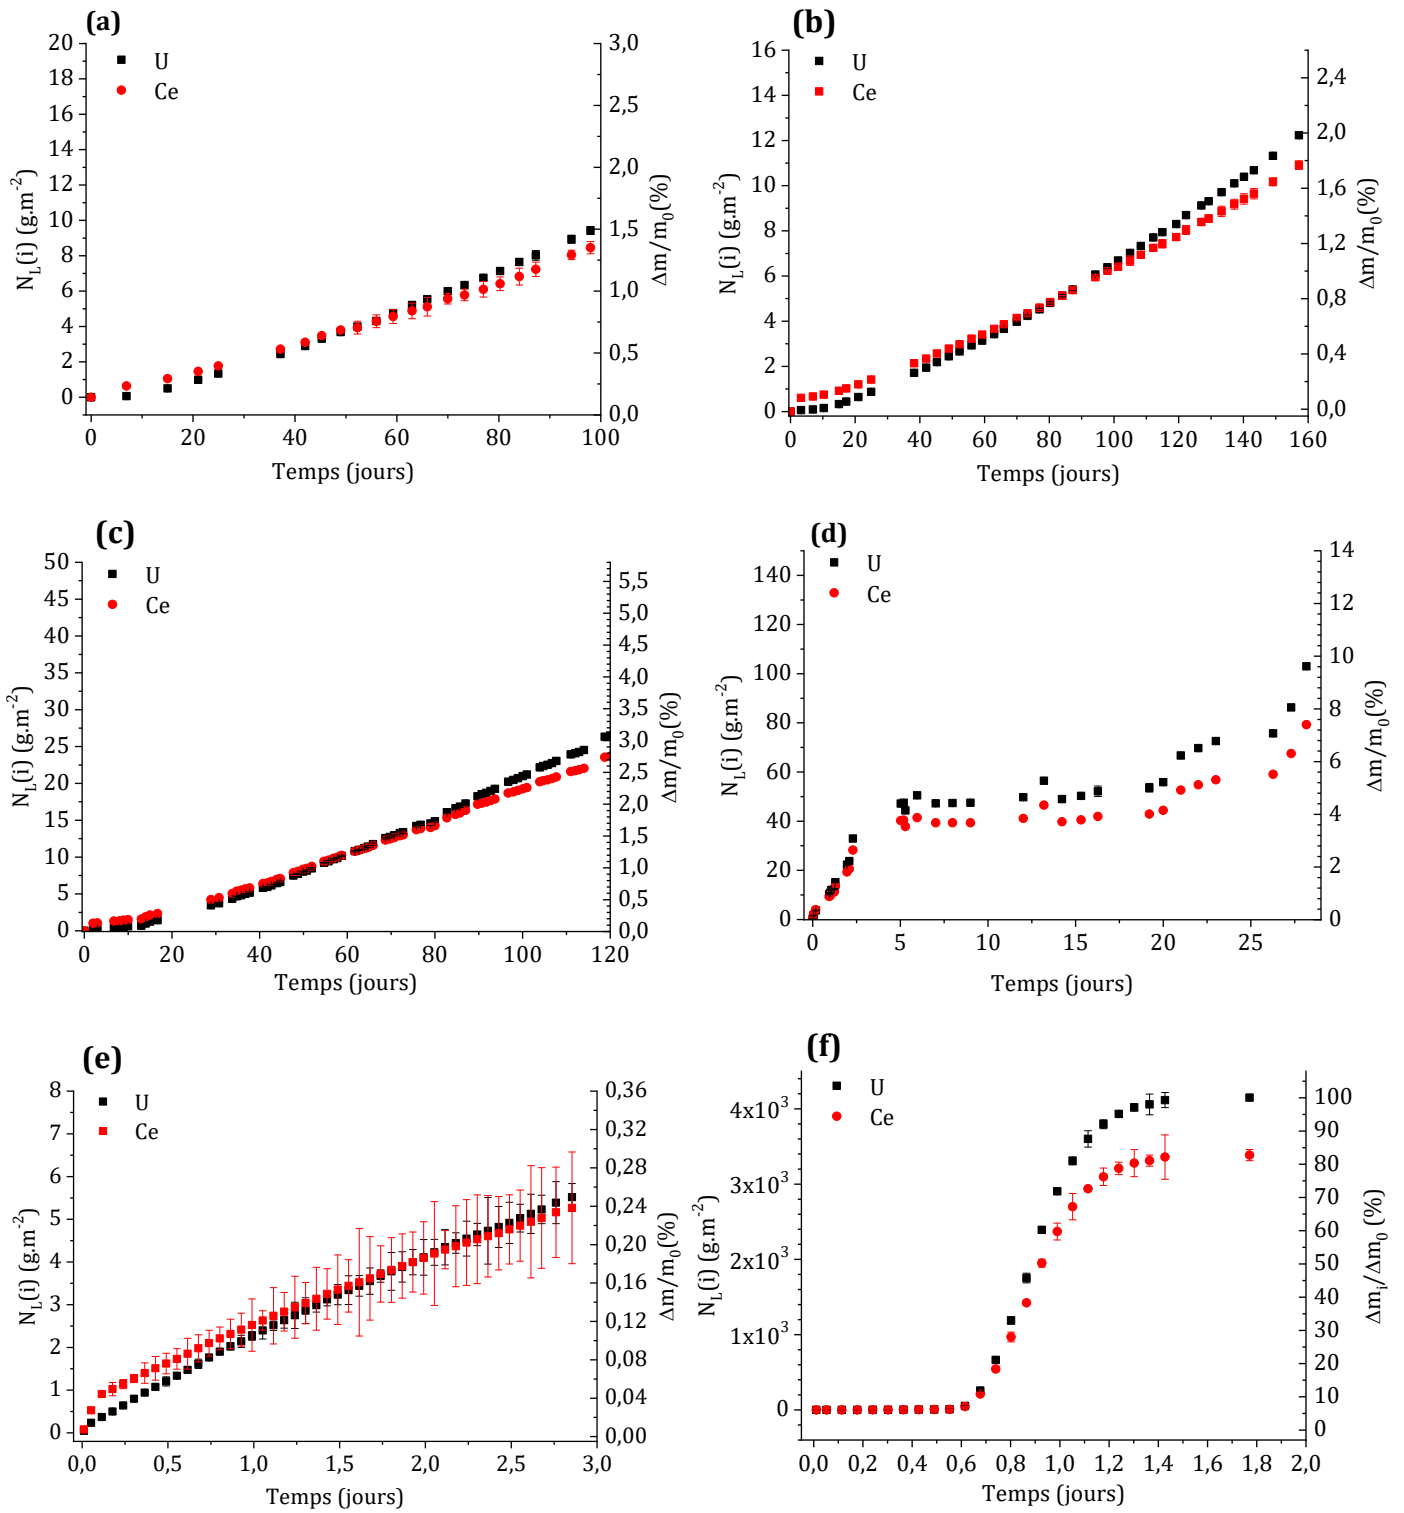 (a)
U
Ce
N_L(i) (g.m^-2)
20
18
16
14
12
10
8
6
4
2
0
3,0
2,5
2,0
1,5
1,0
0,5
0,0
Δm/m_0(%)
0 20 40 60 80 100
Temps (jours)
(b)
U
Ce
N_L(i) (g.m^-2)
16
14
12
10
8
6
4
2
0
2,4
2,0
1,6
1,2
0,8
0,4
0,0
Δm/m_0(%)
0 20 40 60 80 100 120 140 160
Temps (jours)
(c)
U
Ce
N_L(i) (g.m^-2)
50
45
40
35
30
25
20
15
10
5
0
5,5
5,0
4,5
4,0
3,5
3,0
2,5
2,0
1,5
1,0
0,5
0,0
Δm/m_0(%)
0 20 40 60 80 100 120
Temps (jours)
(d)
U
Ce
N_L(i) (g.m^-2)
140
120
100
80
60
40
20
0
14
12
10
8
6
4
2
0
Δm/m_0(%)
0 5 10 15 20 25
Temps (jours)
(e)
U
Ce
N_L(i) (g.m^-2)
8
7
6
5
4
3
2
1
0
0,36
0,32
0,28
0,24
0,20
0,16
0,12
0,08
0,04
0,00
Δm/m_0(%)
0,0 0,5 1,0 1,5 2,0 2,5 3,0
Temps (jours)
(f)
U
Ce
N_L(i) (g.m^-2)
4x10^3
3x10^3
2x10^3
1x10^3
0
100
90
80
70
60
50
40
30
20
10
0
Δm_i/Δm_0 (%)
0,0 0,2 0,4 0,6 0,8 1,0 1,2 1,4 1,6 1,8 2,0
Temps (jours)